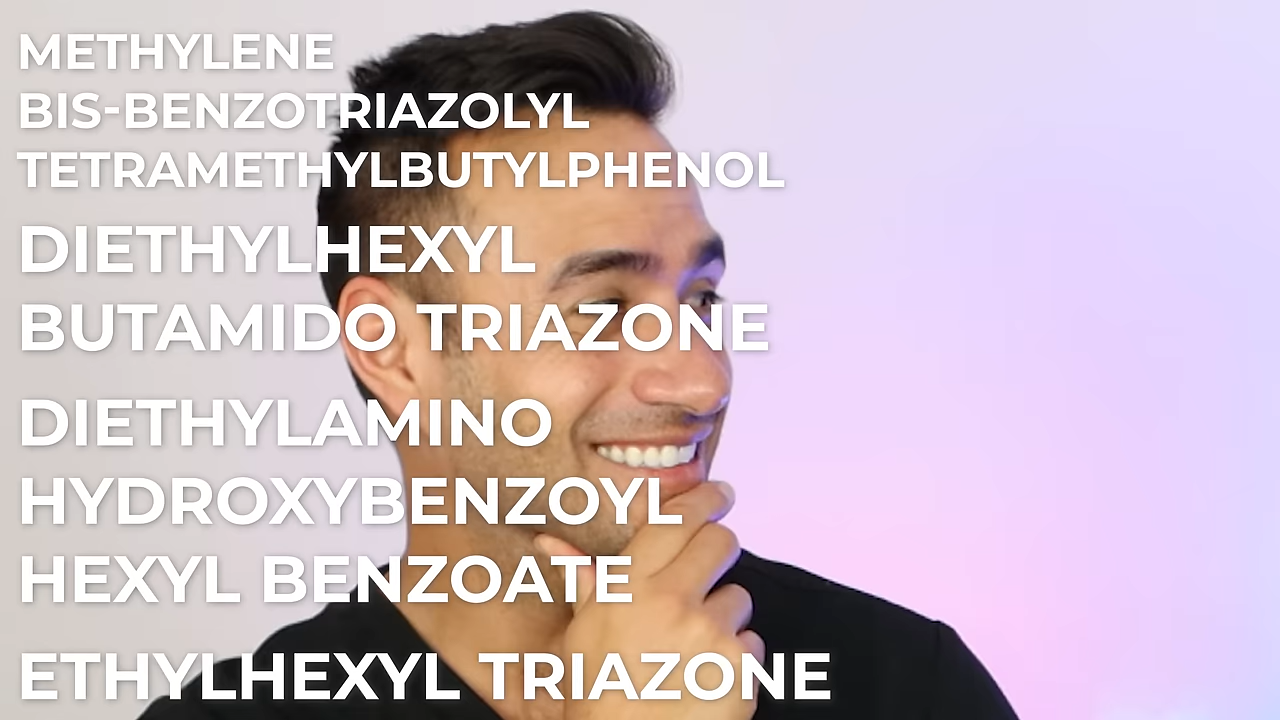 METHYLENE
BIS-BENZOTRIAZOLYL
TETRAMETHYLBUTYLPHENOL
DIETHYLHEXYL
BUTAMIDO TRIAZONE
DIETHYLAMINO
HYDROXYBENZOYL
HEXYL BENZOATE
ETHYLHEXYL TRIAZONE